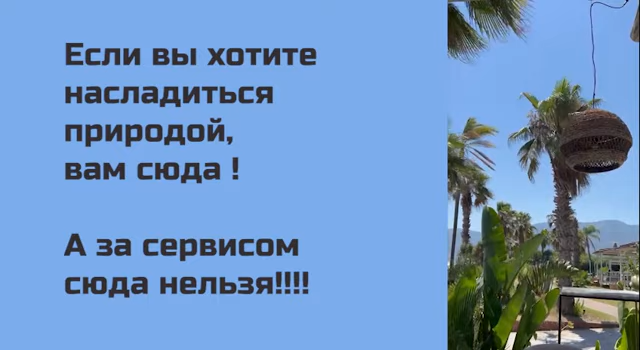 Если вы хотите
насладиться
природой,
вам сюда !
А за сервисом
сюда нельзя!!!!